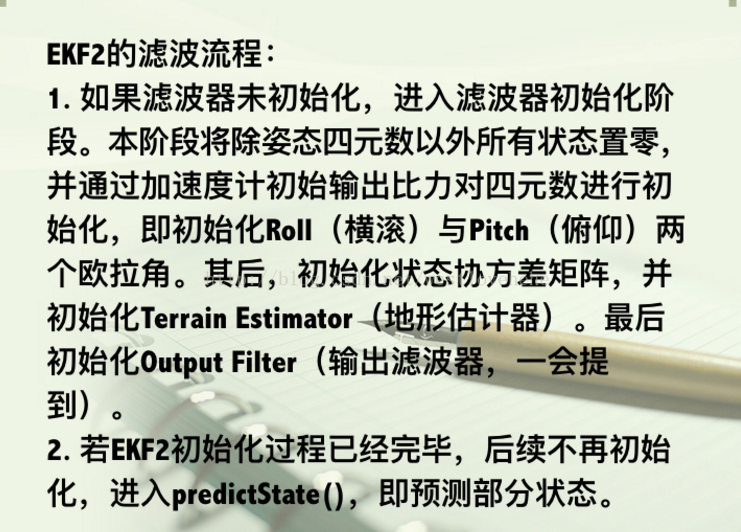 EKF2的滤波流程：
1. 如果滤波器未初始化，进入滤波器初始化阶
段。本阶段将除姿态四元数以外所有状态置零，
并通过加速度计初始输出比力对四元数进行初
始化，即初始化Roll（横滚）与Pitch（俯仰）两
个欧拉角。其后，初始化状态协方差矩阵，并
初始化Terrain Estimator（地形估计器）。最后
初始化Output Filter（输出滤波器，一会提
到）。
2. 若EKF2初始化过程已经完毕，后续不再初始
化，进入predictState()，即预测部分状态。